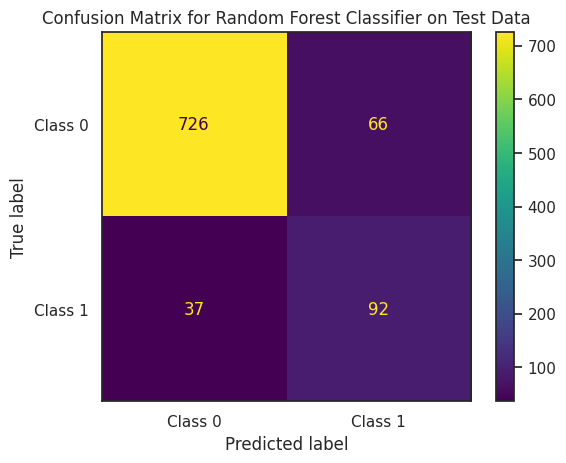 Confusion Matrix for Random Forest Classifier on Test Data
Class 0
726
66
Class 1
37
92
Class 0
Class 1
Predicted label
True label
700
600
500
400
300
200
100